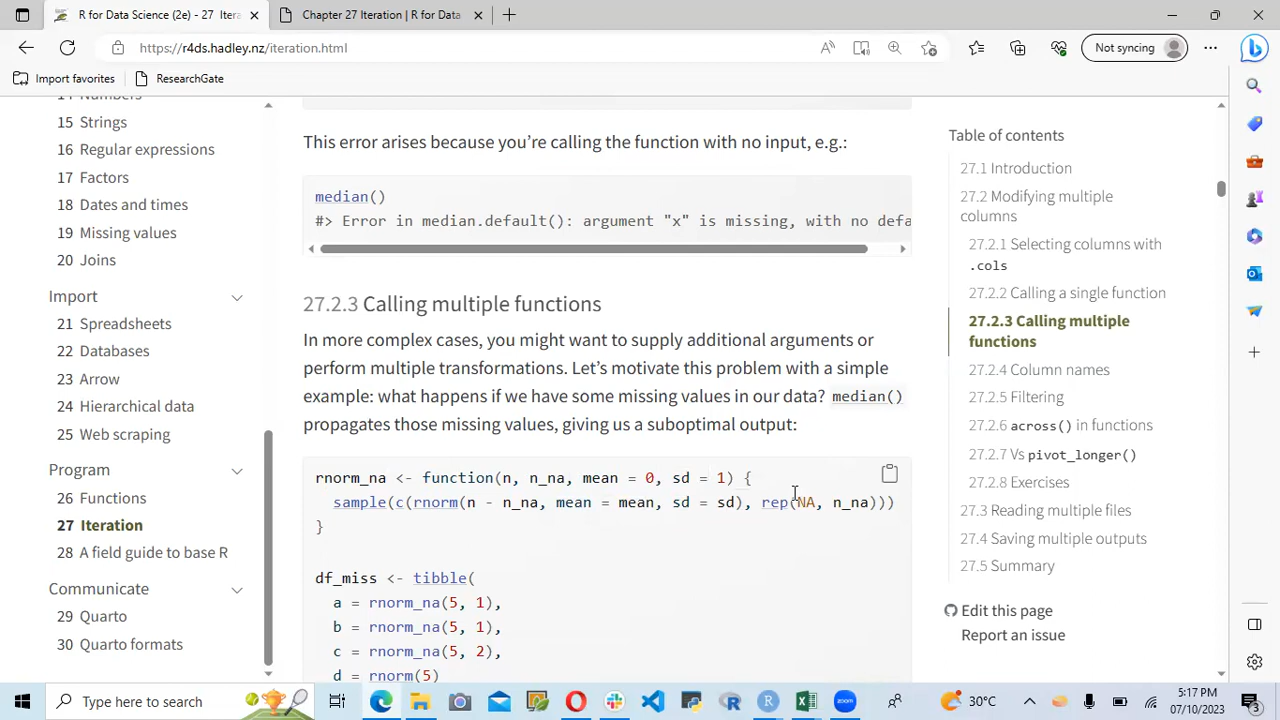 R for Data Science (2e) - 27 Itera
Chapter 27 Iteration | R for Data
https://r4ds.hadley.nz/iteration.html
Not syncing
Import favorites
ResearchGate
14 Numbers
15 Strings
16 Regular expressions
17 Factors
18 Dates and times
19 Missing values
20 Joins
Import
21 Spreadsheets
22 Databases
23 Arrow
24 Hierarchical data
25 Web scraping
Program
26 Functions
27 Iteration
28 A field guide to base R
Communicate
29 Quarto
30 Quarto formats
This error arises because you're calling the function with no input, e.g.:
median()
#> Error in median.default(): argument "x" is missing, with no defa
27.2.3 Calling multiple functions
In more complex cases, you might want to supply additional arguments or
perform multiple transformations. Let's motivate this problem with a simple
example: what happens if we have some missing values in our data? median()
propagates those missing values, giving us a suboptimal output:
rnorm_na <- function(n, n_na, mean = 0, sd = 1) {
sample(c(rnorm(n - n_na, mean = mean, sd = sd), rep(NA, n_na)))
}
df_miss <- tibble(
a = rnorm_na(5, 1),
b = rnorm_na(5, 1),
c = rnorm_na(5, 2),
d = rnorm(5)
Table of contents
27.1 Introduction
27.2 Modifying multiple
columns
27.2.1 Selecting columns with
.cols
27.2.2 Calling a single function
27.2.3 Calling multiple
functions
27.2.4 Column names
27.2.5 Filtering
27.2.6 across() in functions
27.2.7 Vs pivot_longer()
27.2.8 Exercises
27.3 Reading multiple files
27.4 Saving multiple outputs
27.5 Summary
Edit this page
Report an issue
Type here to search
30°C
5:17 PM
07/10/2023
3